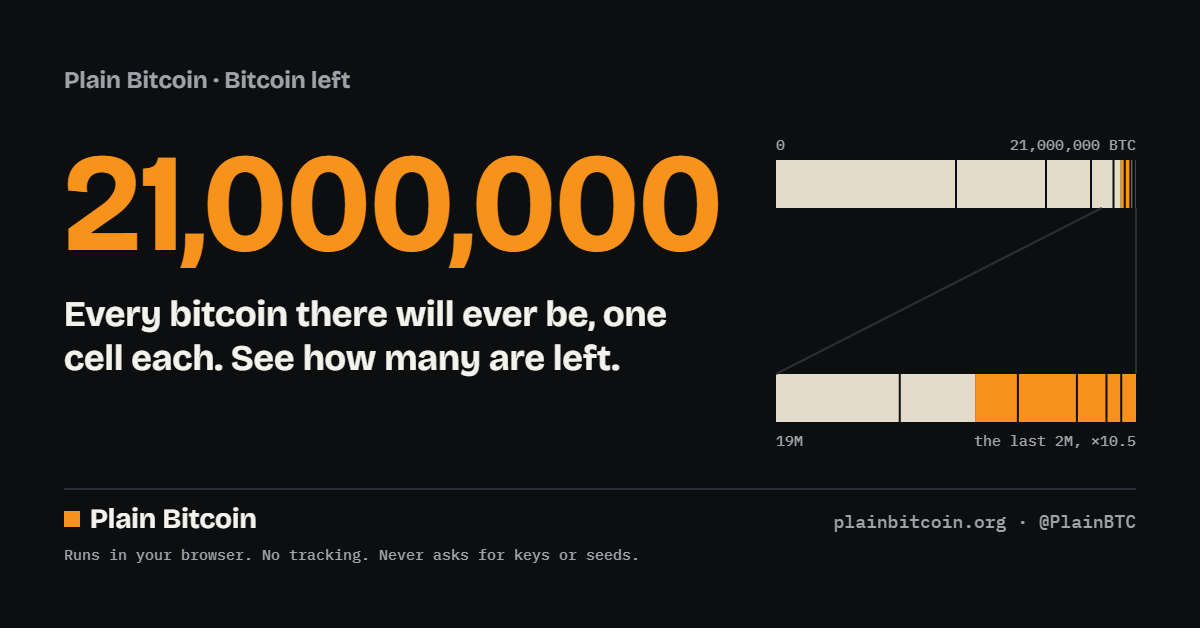 Plain Bitcoin · Bitcoin left
21,000,000
Every bitcoin there will ever be, one
cell each. See how many are left.
0
21,000,000 BTC
19M
the last 2M, ×10.5
Plain Bitcoin
plainbitcoin.org · @PlainBTC
Runs in your browser. No tracking. Never asks for keys or seeds.